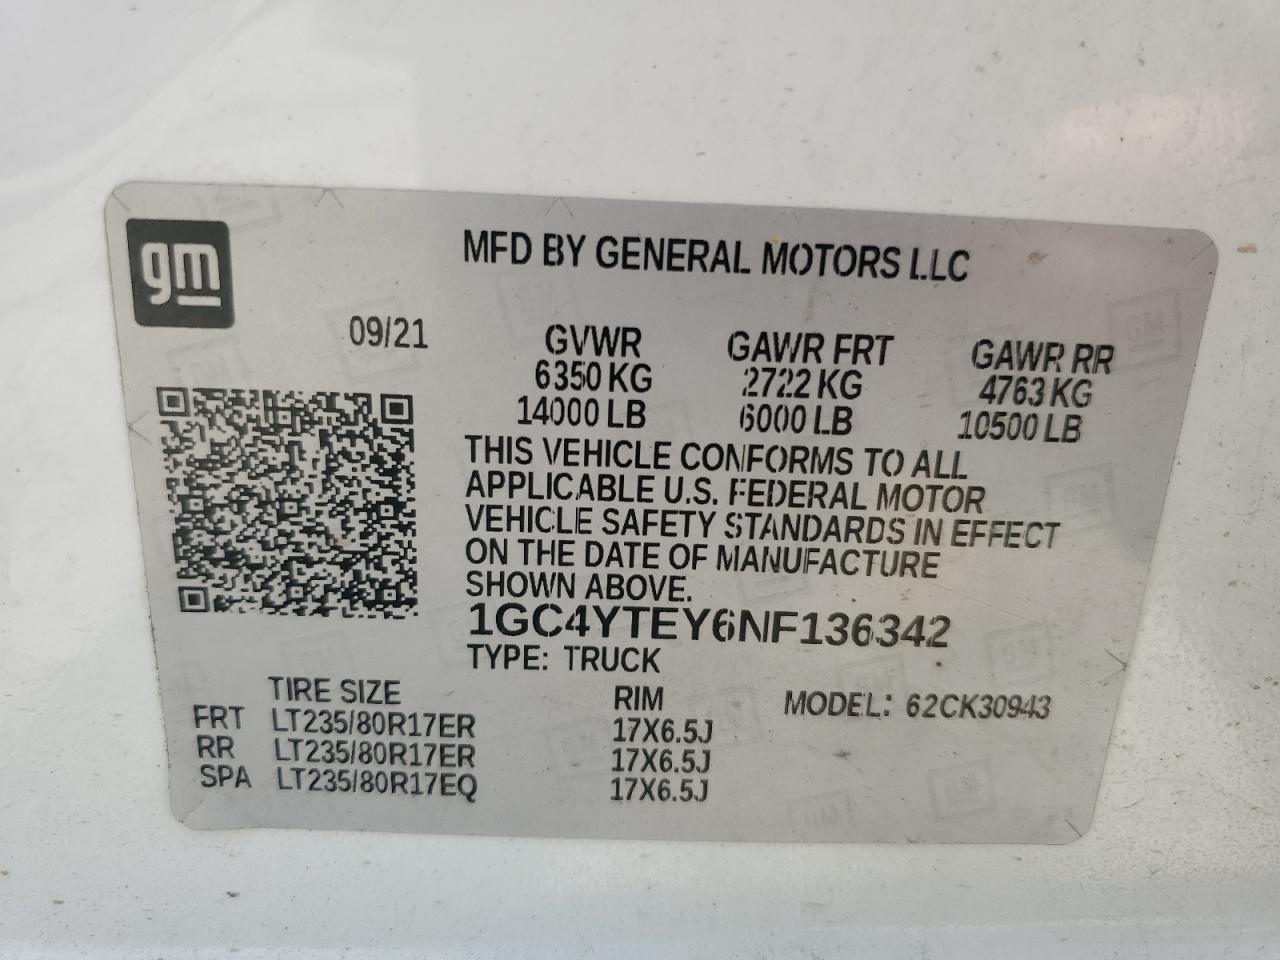 gm
MFD BY GENERAL MOTORS LLC
09/21
GVWR GAWR FRT GAWR RR
6350 KG 2722 KG 4763 KG
14000 LB 6000 LB 10500 LB
THIS VEHICLE CONFORMS TO ALL
APPLICABLE U.S. FEDERAL MOTOR
VEHICLE SAFETY STANDARDS IN EFFECT
ON THE DATE OF MANUFACTURE
SHOWN ABOVE.
1GC4YTEY6NF136342
TYPE: TRUCK
TIRE SIZE RIM MODEL: 62CK30943
FRT LT235/80R17ER 17X6.5J
RR LT235/80R17ER 17X6.5J
SPA LT235/80R17EQ 17X6.5J